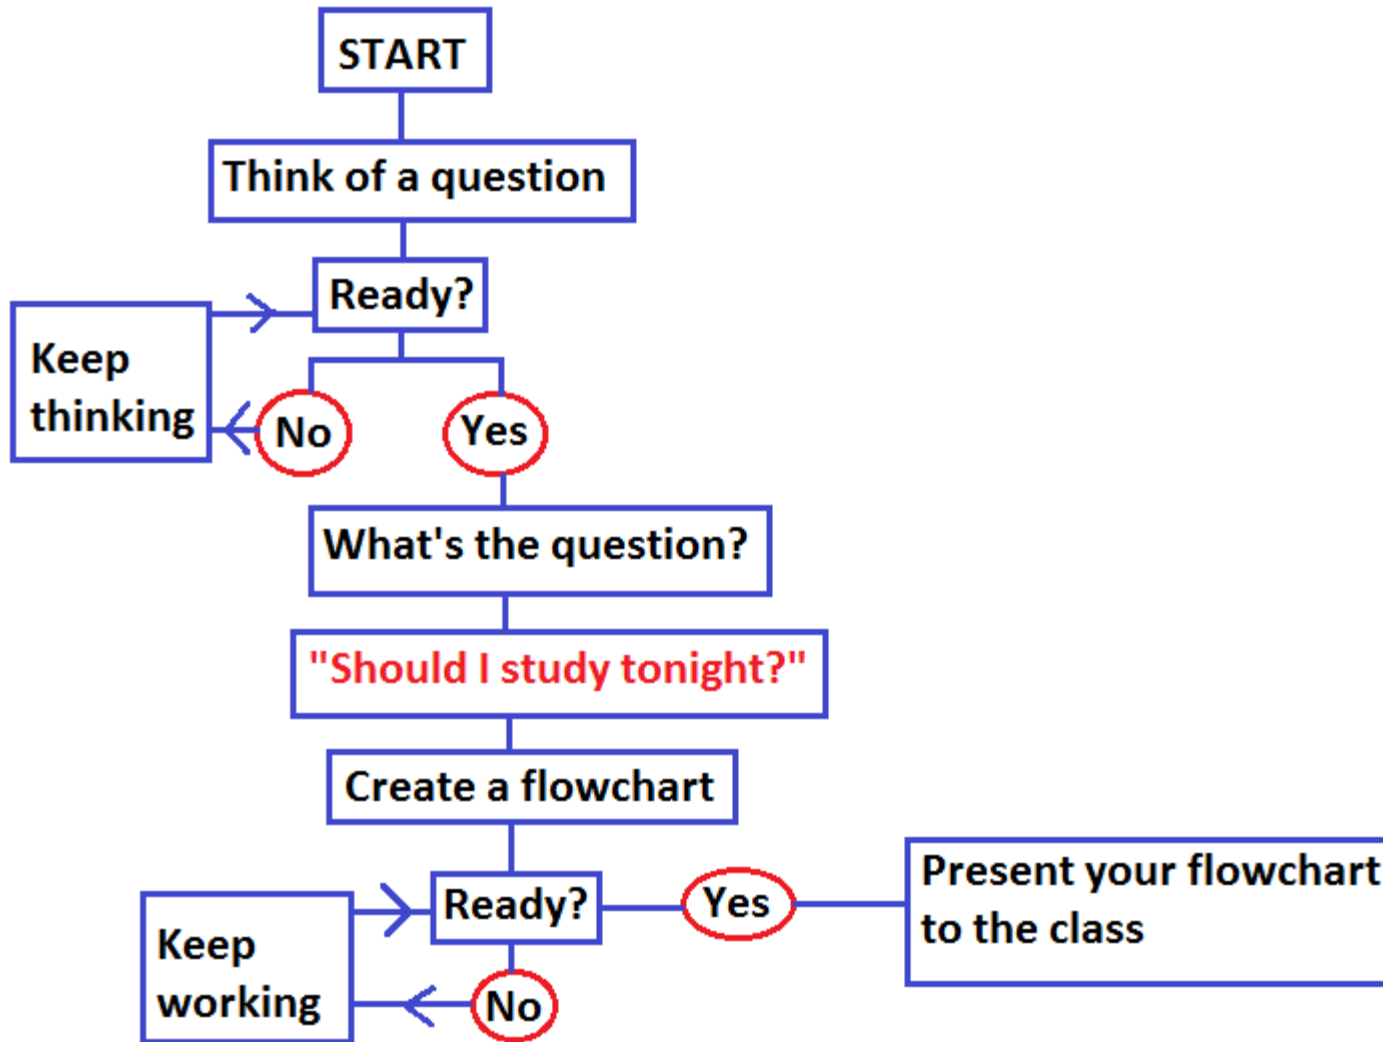 START
Think of a question
Ready?
Keep
thinking
No
Yes
What's the question?
"Should I study tonight?"
Create a flowchart
Ready?
Yes
Present your flowchart
to the class
Keep
working
No